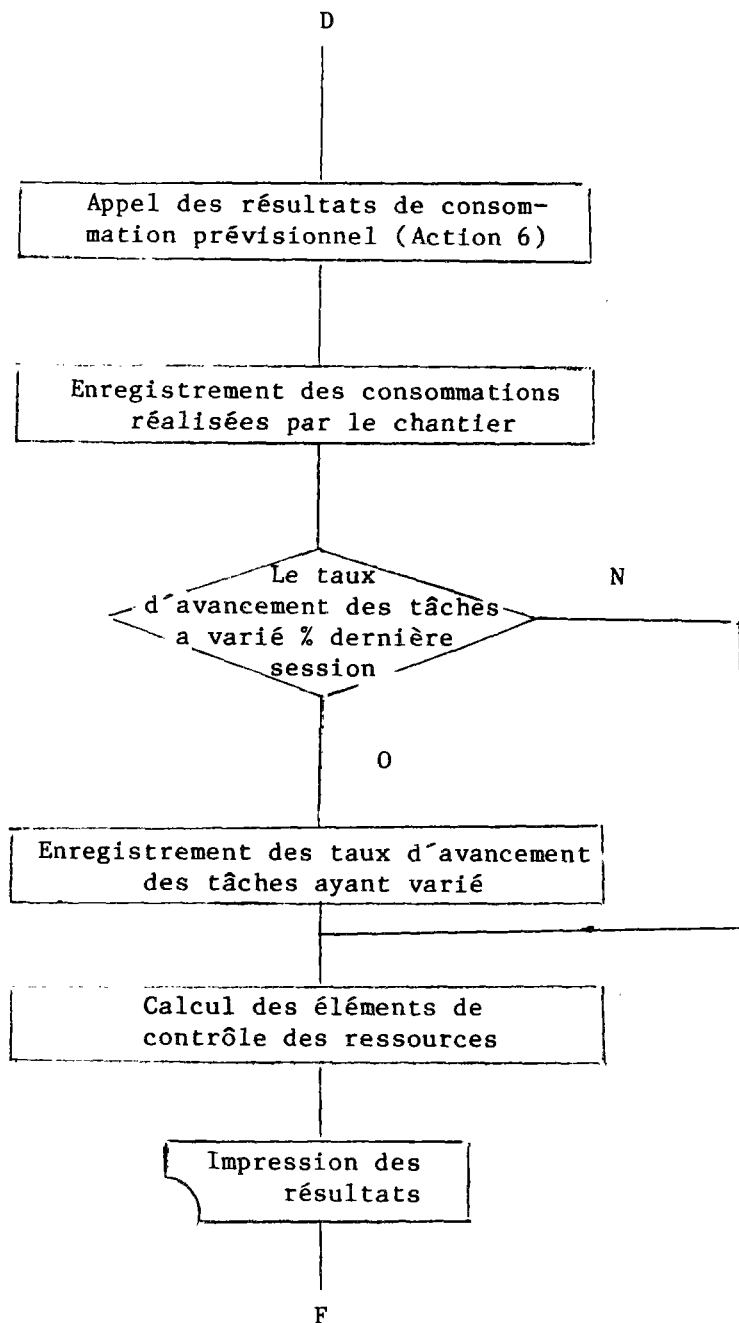 D
Appel des résultats de consom-
mation prévisionnel (Action 6)
Enregistrement des consommations
réalisées par le chantier
Le taux
d´avancement des tâches
a varié % dernière
session
N
O
Enregistrement des taux d´avancement
des tâches ayant varié
Calcul des éléments de
contrôle des ressources
Impression des
résultats
F